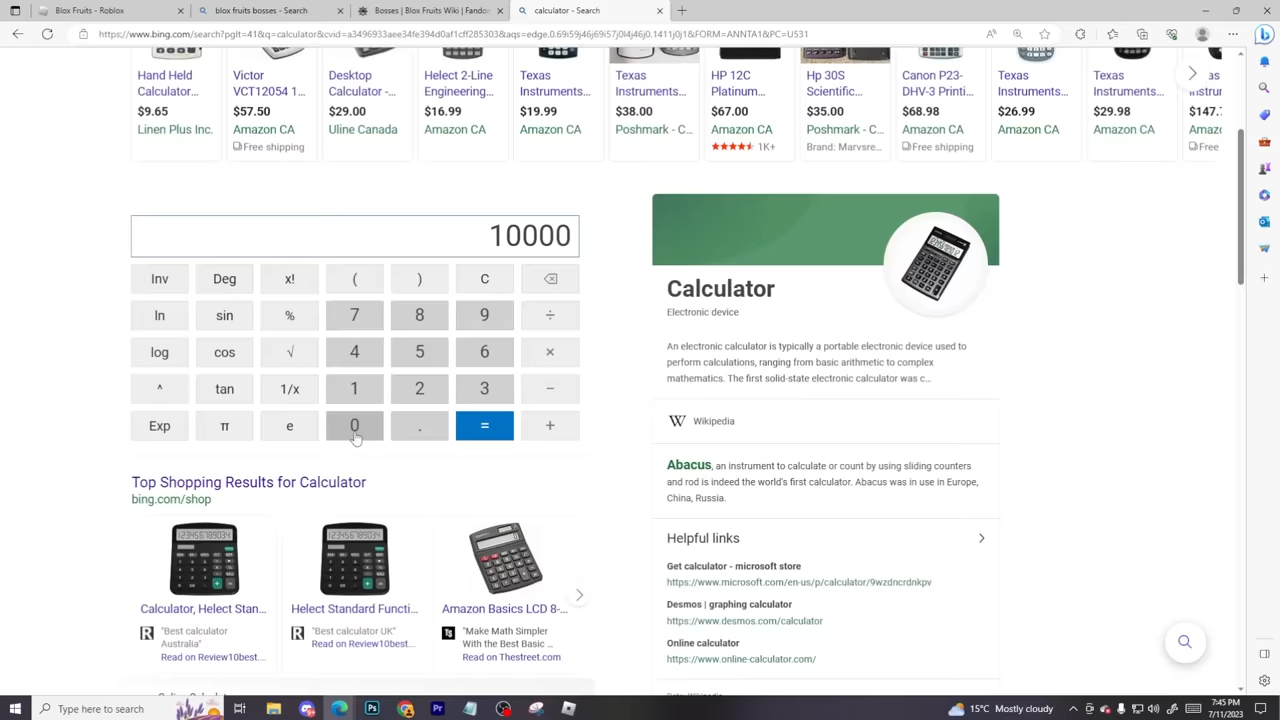 Blox Fruits - Roblox
blox fruits bosses - Search
Bosses | Blox Fruits Wiki | Fandom
calculator - Search
https://www.bing.com/search?pglt=41&q=calculator&cvid=a3496933aee34fe394d0af1cff285303&aqs=edge.0.69i59j46j69i57j0l4j46j0.1411j0j1&FORM=ANNTA1&PC=U531
Hand Held Calculator...
$9.65
Linen Plus Inc.
Victor VCT12054 1...
$57.50
Amazon CA
Free shipping
Desktop Calculator -...
$29.00
Uline Canada
Helect 2-Line Engineering...
$16.99
Amazon CA
Texas Instruments...
$19.99
Amazon CA
Texas Instruments...
$38.00
Poshmark - C...
HP 12C Platinum...
$67.00
Amazon CA
1K+
Hp 30S Scientific...
$35.00
Poshmark - C...
Brand: Marvsre...
Canon P23-DHV-3 Printi...
$68.98
Amazon CA
Free shipping
Texas Instruments...
$26.99
Amazon CA
Texas Instruments...
$29.98
Amazon CA
Texas
$147.
Free
10000
Inv Deg x! ( ) C
ln sin % 7 8 9 ÷
log cos √ 4 5 6 ×
^ tan 1/x 1 2 3 −
Exp π e 0 . = +
Top Shopping Results for Calculator
bing.com/shop
Calculator, Helect Stan...
"Best calculator
Australia"
Read on Review10best....
Helect Standard Functi...
"Best calculator UK"
Read on Review10best....
Amazon Basics LCD 8-...
"Make Math Simpler
With the Best Basic ...
Read on Thestreet.com
Calculator
Electronic device
An electronic calculator is typically a portable electronic device used to
perform calculations, ranging from basic arithmetic to complex
mathematics. The first solid-state electronic calculator was c...
W Wikipedia
Abacus, an instrument to calculate or count by using sliding counters
and rod is indeed the world's first calculator. Abacus was in use in Europe,
China, Russia.
Helpful links
Get calculator - microsoft store
https://www.microsoft.com/en-us/p/calculator/9wzdncrdnkpv
Desmos | graphing calculator
https://www.desmos.com/calculator
Online calculator
https://www.online-calculator.com/
Type here to search
15°C Mostly cloudy
7:45 PM
7/11/2023